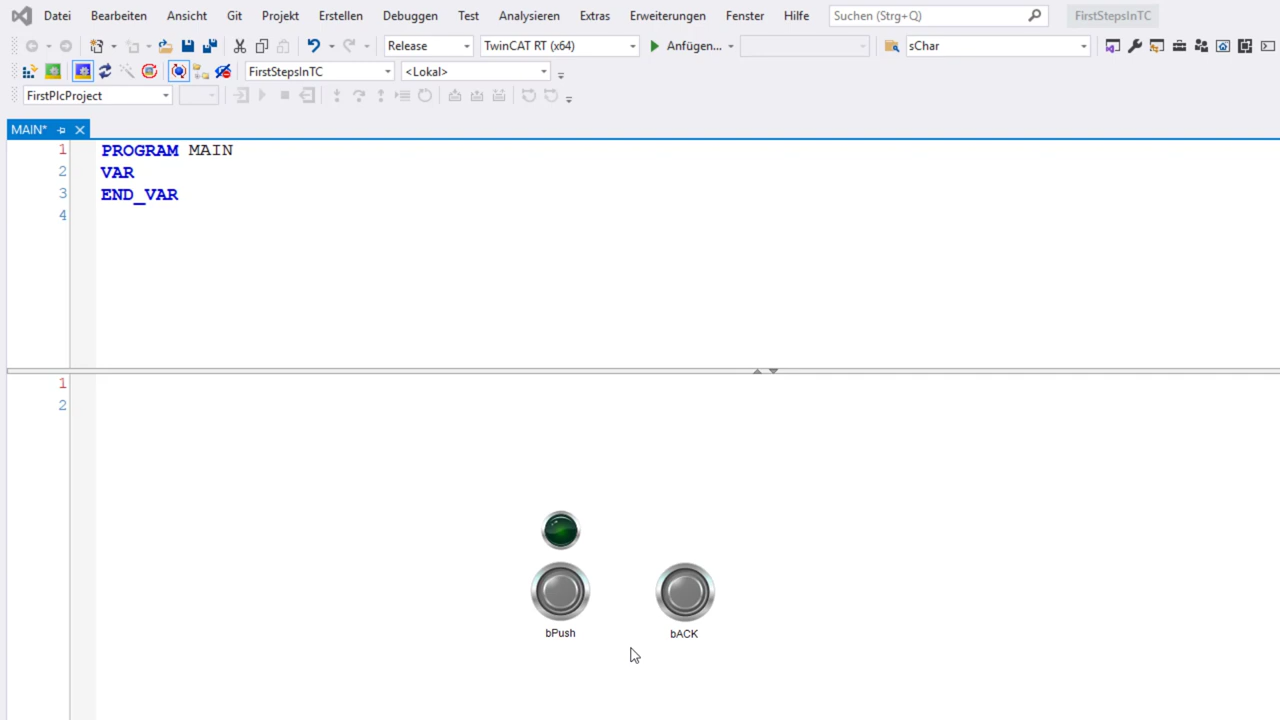 Datei Bearbeiten Ansicht Git Projekt Erstellen Debuggen Test Analysieren Extras Erweiterungen Fenster Hilfe Suchen (Strg+Q) FirstStepsInTC
Release TwinCAT RT (x64) Anfügen... sChar
FirstStepsInTC <Lokal>
FirstPlcProject
MAIN*
1 PROGRAM MAIN
2 VAR
3 END_VAR
4
1
2
bPush bACK